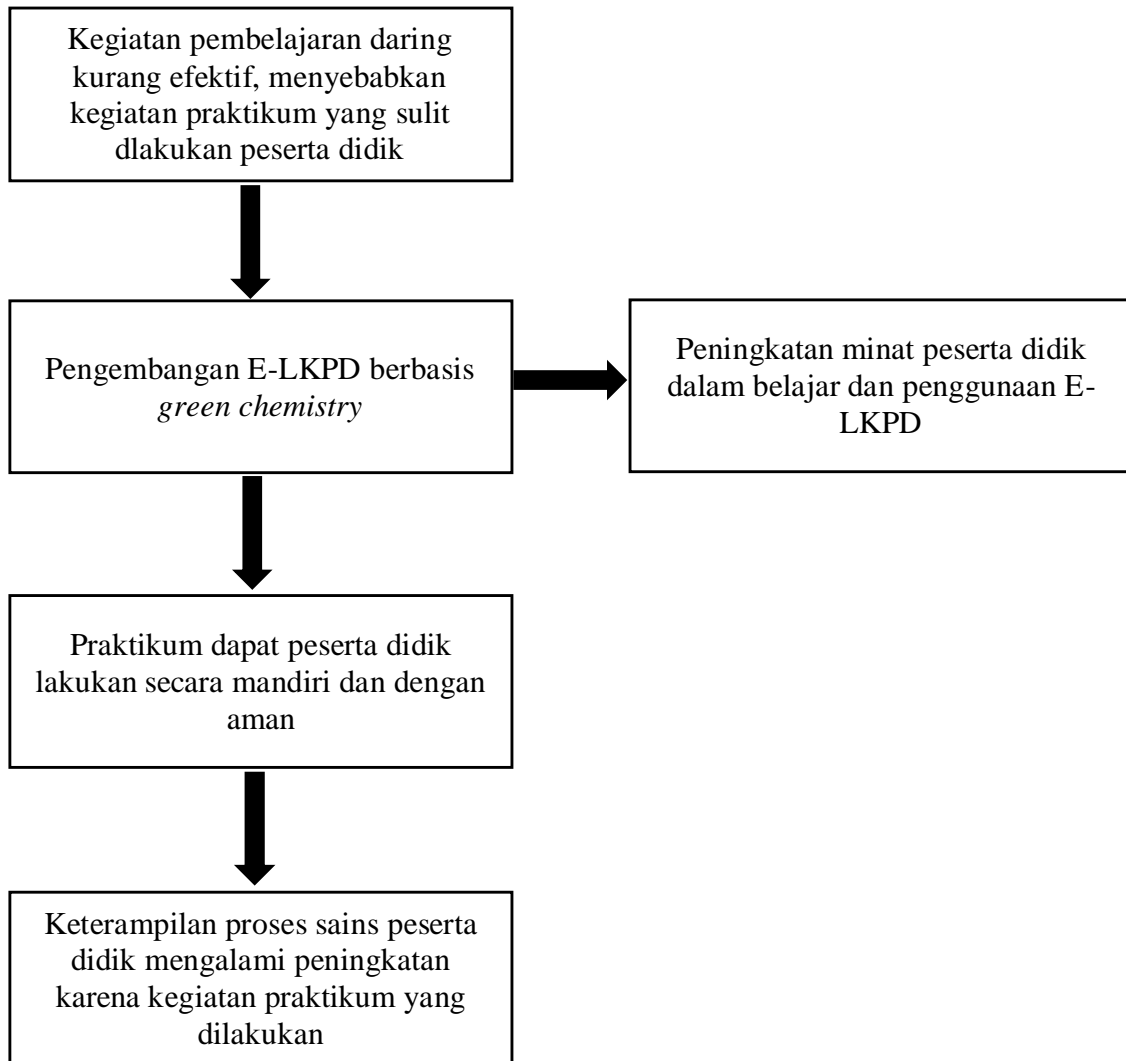 Kegiatan pembelajaran daring
kurang efektif, menyebabkan
kegiatan praktikum yang sulit
dlakukan peserta didik
Pengembangan E-LKPD berbasis
green chemistry
Peningkatan minat peserta didik
dalam belajar dan penggunaan E-
LKPD
Praktikum dapat peserta didik
lakukan secara mandiri dan dengan
aman
Keterampilan proses sains peserta
didik mengalami peningkatan
karena kegiatan praktikum yang
dilakukan